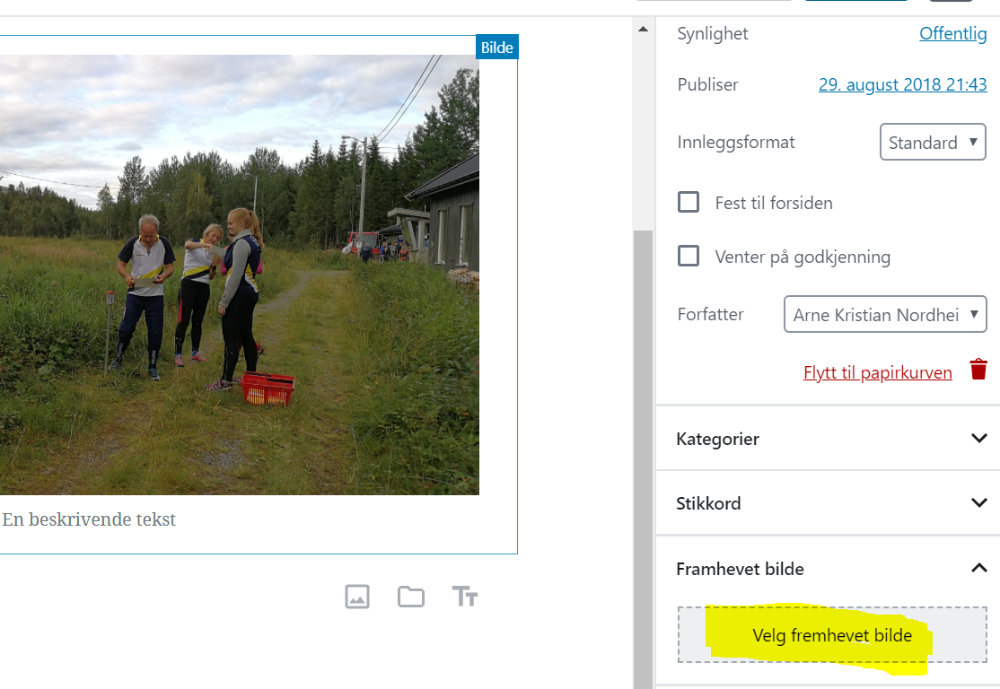 Bilde
En beskrivende tekst
Synlighet
Offentlig
Publiser
29. august 2018 21:43
Innleggsformat
Standard
Fest til forsiden
Venter på godkjenning
Forfatter
Arne Kristian Nordhei
Flytt til papirkurven
Kategorier
Stikkord
Framhevet bilde
Velg fremhevet bilde